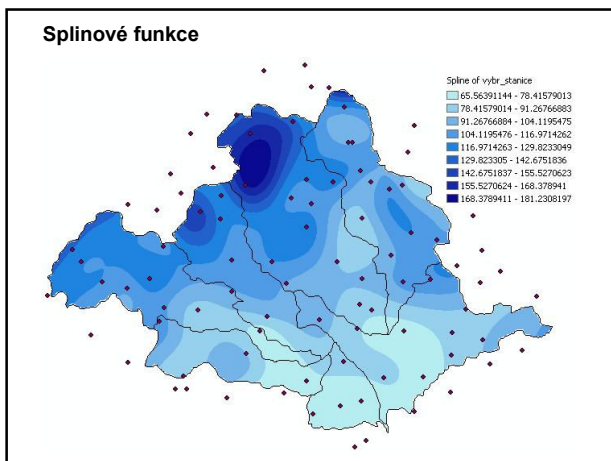 Splinové funkce
Spline of vybr_stanice
65.56391144 - 78.41579013
78.41579014 - 91.26766883
91.26766884 - 104.1195475
104.1195476 - 116.9714262
116.9714263 - 129.8233049
129.823305 - 142.6751836
142.6751837 - 155.5270623
155.5270624 - 168.378941
168.3789411 - 181.2308197